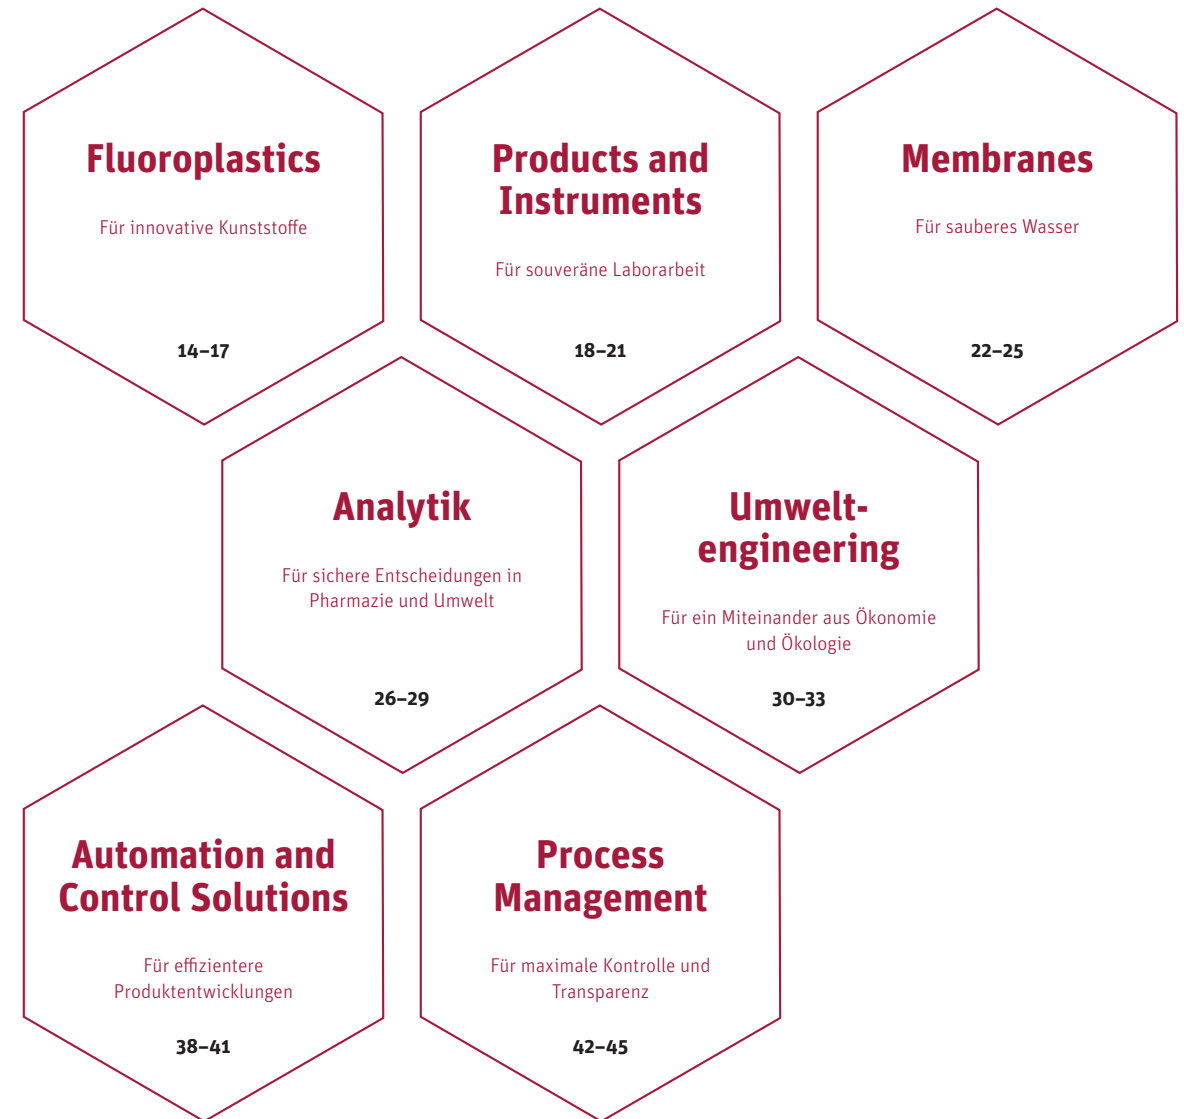 Fluoroplastics
Für innovative Kunststoffe
14–17
Products and
Instruments
Für souveräne Laborarbeit
18–21
Membranes
Für sauberes Wasser
22–25
Analytik
Für sichere Entscheidungen in
Pharmazie und Umwelt
26–29
Umwelt-
engineering
Für ein Miteinander aus Ökonomie
und Ökologie
30–33
Automation and
Control Solutions
Für effizientere
Produktentwicklungen
38–41
Process
Management
Für maximale Kontrolle und
Transparenz
42–45